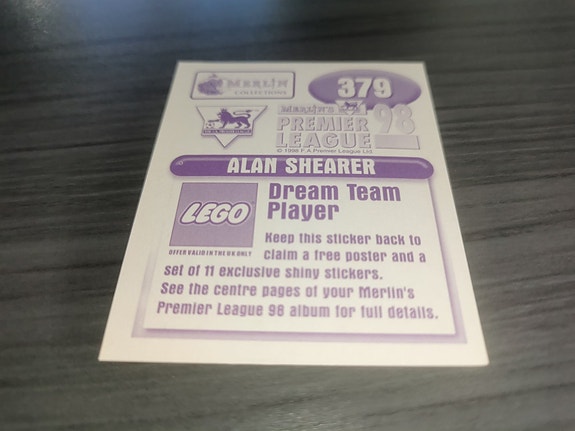 MERLIN
COLLECTIONS
379
MERLIN'S
PREMIER
LEAGUE
98
© 1998 F.A Premier League Ltd.
ALAN SHEARER
LEGO
OFFER VALID IN THE UK ONLY
Dream Team
Player
Keep this sticker back to
claim a free poster and a
set of 11 exclusive shiny stickers.
See the centre pages of your Merlin's
Premier League 98 album for full details.